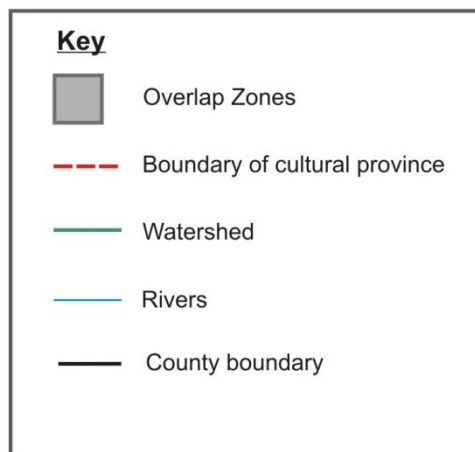 Key
Overlap Zones
Boundary of cultural province
Watershed
Rivers
County boundary